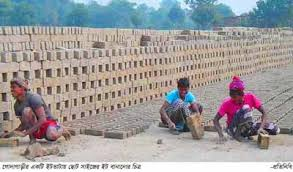 গোদাগাড়ীর একটি ইটভাটায় ছোট সাইজের ইট বানানোর চিত্র -প্রতিনিধি